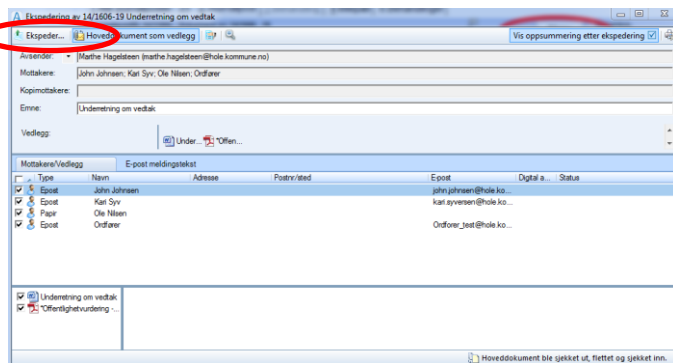 Ekspedering av 14/1606-19 Underretning om vedtak
Ekspeder... Hoveddokument som vedlegg Vis oppsummering etter ekspedering
Avsender: Marthe Hagelsteen (marthe.hagelsteen@hole.kommune.no)
Mottakere: John Johnsen; Kari Syv; Ole Nilsen; Ordfører
Kopimottakere:
Emne: Underretning om vedtak
Vedlegg: Under... *Offen...
Mottakere/Vedlegg E-post meldingstekst
Type Navn Adresse Postnr/sted E-post Digital a... Status
Epost John Johnsen john.johnsen@hole.ko...
Epost Kari Syv kari.syversen@hole.ko...
Papir Ole Nilsen
Epost Ordfører Ordforer_test@hole.ko...
Underretning om vedtak
*Offentlighetvurdering -...
Hoveddokument ble sjekket ut, flettet og sjekket inn.